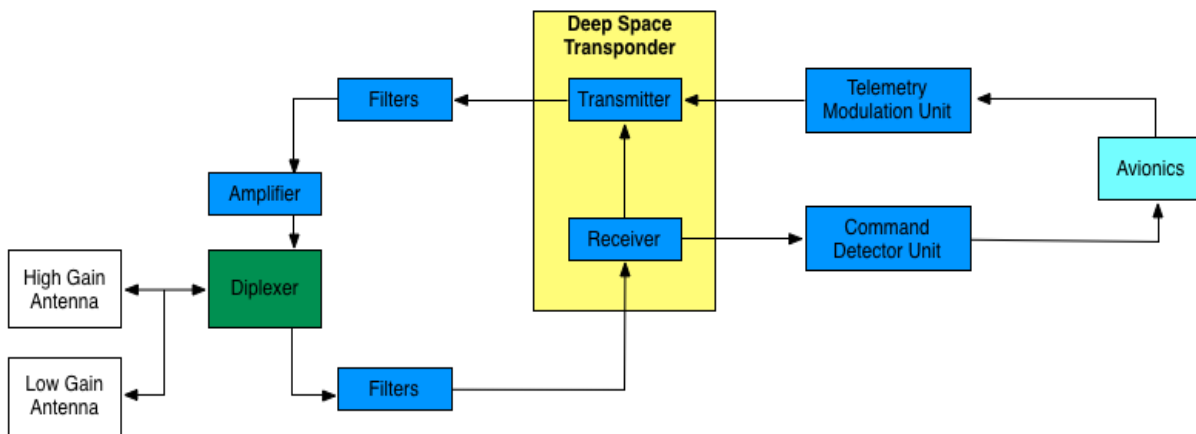 Deep Space
Transponder
Filters
Transmitter
Telemetry
Modulation Unit
Avionics
Amplifier
Receiver
Command
Detector Unit
High Gain
Antenna
Diplexer
Low Gain
Antenna
Filters